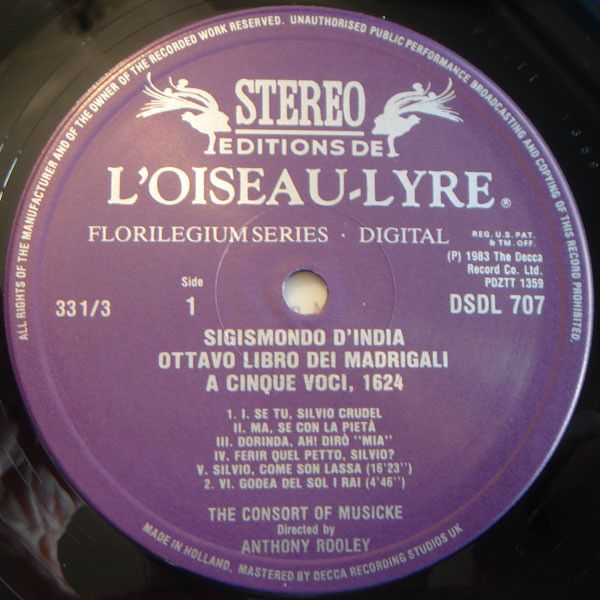 ALL RIGHTS OF THE MANUFACTURER AND OF THE OWNER OF THE RECORDED WORK RESERVED. UNAUTHORISED PUBLIC PERFORMANCE BROADCASTING AND COPYING OF THIS RECORD PROHIBITED.
STEREO
EDITIONS DE
L'OISEAU-LYRE®
FLORILEGIUM SERIES · DIGITAL
REG. U.S. PAT.
& TM. OFF.
(P) 1983 The Decca
Record Co. Ltd.
PDZTT 1359
33 1/3
Side
1
DSDL 707
SIGISMONDO D'INDIA
OTTAVO LIBRO DEI MADRIGALI
A CINQUE VOCI, 1624
1. I. SE TU, SILVIO CRUDEL
II. MA, SE CON LA PIETÀ
III. DORINDA, AH! DIRÒ "MIA"
IV. FERIR QUEL PETTO, SILVIO?
V. SILVIO, COME SON LASSA (16'23'')
2. VI. GODEA DEL SOL I RAI (4'46'')
THE CONSORT OF MUSICKE
Directed by
ANTHONY ROOLEY
MADE IN HOLLAND, MASTERED BY DECCA RECORDING STUDIOS UK